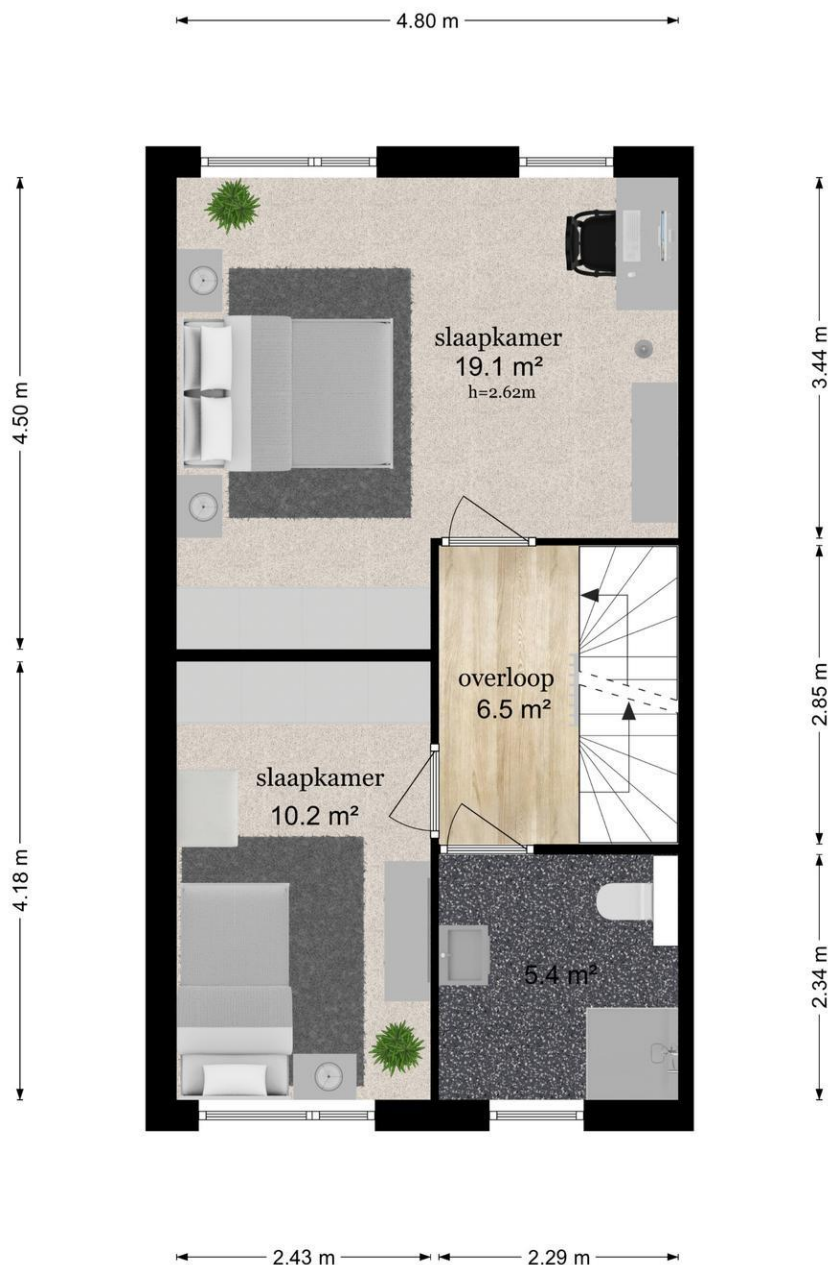 4.80 m
4.50 m
3.44 m
slaapkamer
19.1 m²
h=2.62m
overloop
6.5 m²
2.85 m
slaapkamer
10.2 m²
4.18 m
5.4 m²
2.34 m
2.43 m
2.29 m